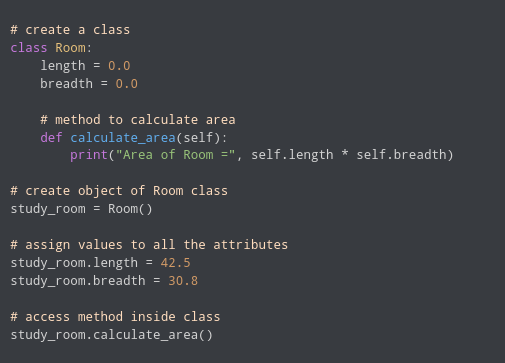 # create a class
class Room:
    length = 0.0
    breadth = 0.0

    # method to calculate area
    def calculate_area(self):
        print("Area of Room =", self.length * self.breadth)

# create object of Room class
study_room = Room()

# assign values to all the attributes
study_room.length = 42.5
study_room.breadth = 30.8

# access method inside class
study_room.calculate_area()